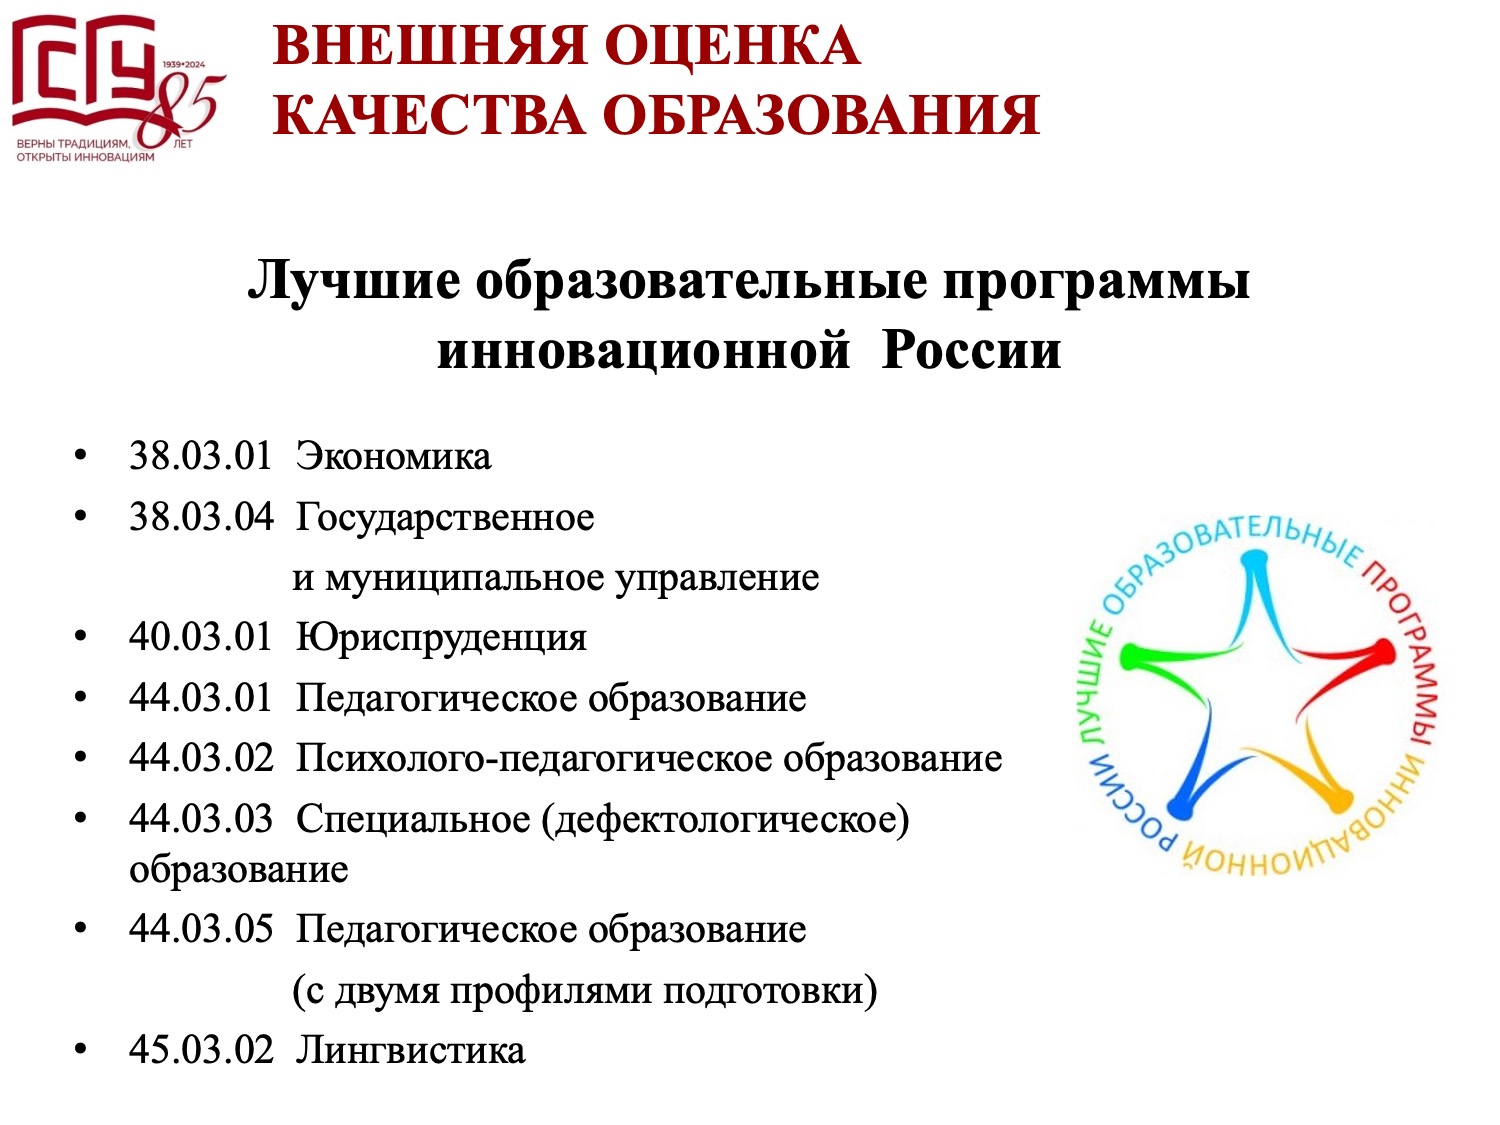 ГСГУ
1939•2024
85
ЛЕТ
ВЕРНЫ ТРАДИЦИЯМ,
ОТКРЫТЫ ИННОВАЦИЯМ
ВНЕШНЯЯ ОЦЕНКА
КАЧЕСТВА ОБРАЗОВАНИЯ
Лучшие образовательные программы
инновационной России
• 38.03.01 Экономика
• 38.03.04 Государственное
и муниципальное управление
• 40.03.01 Юриспруденция
• 44.03.01 Педагогическое образование
• 44.03.02 Психолого-педагогическое образование
• 44.03.03 Специальное (дефектологическое)
образование
• 44.03.05 Педагогическое образование
(с двумя профилями подготовки)
• 45.03.02 Лингвистика
ЛУЧШИЕ ОБРАЗОВАТЕЛЬНЫЕ ПРОГРАММЫ ИННОВАЦИОННОЙ РОССИИ